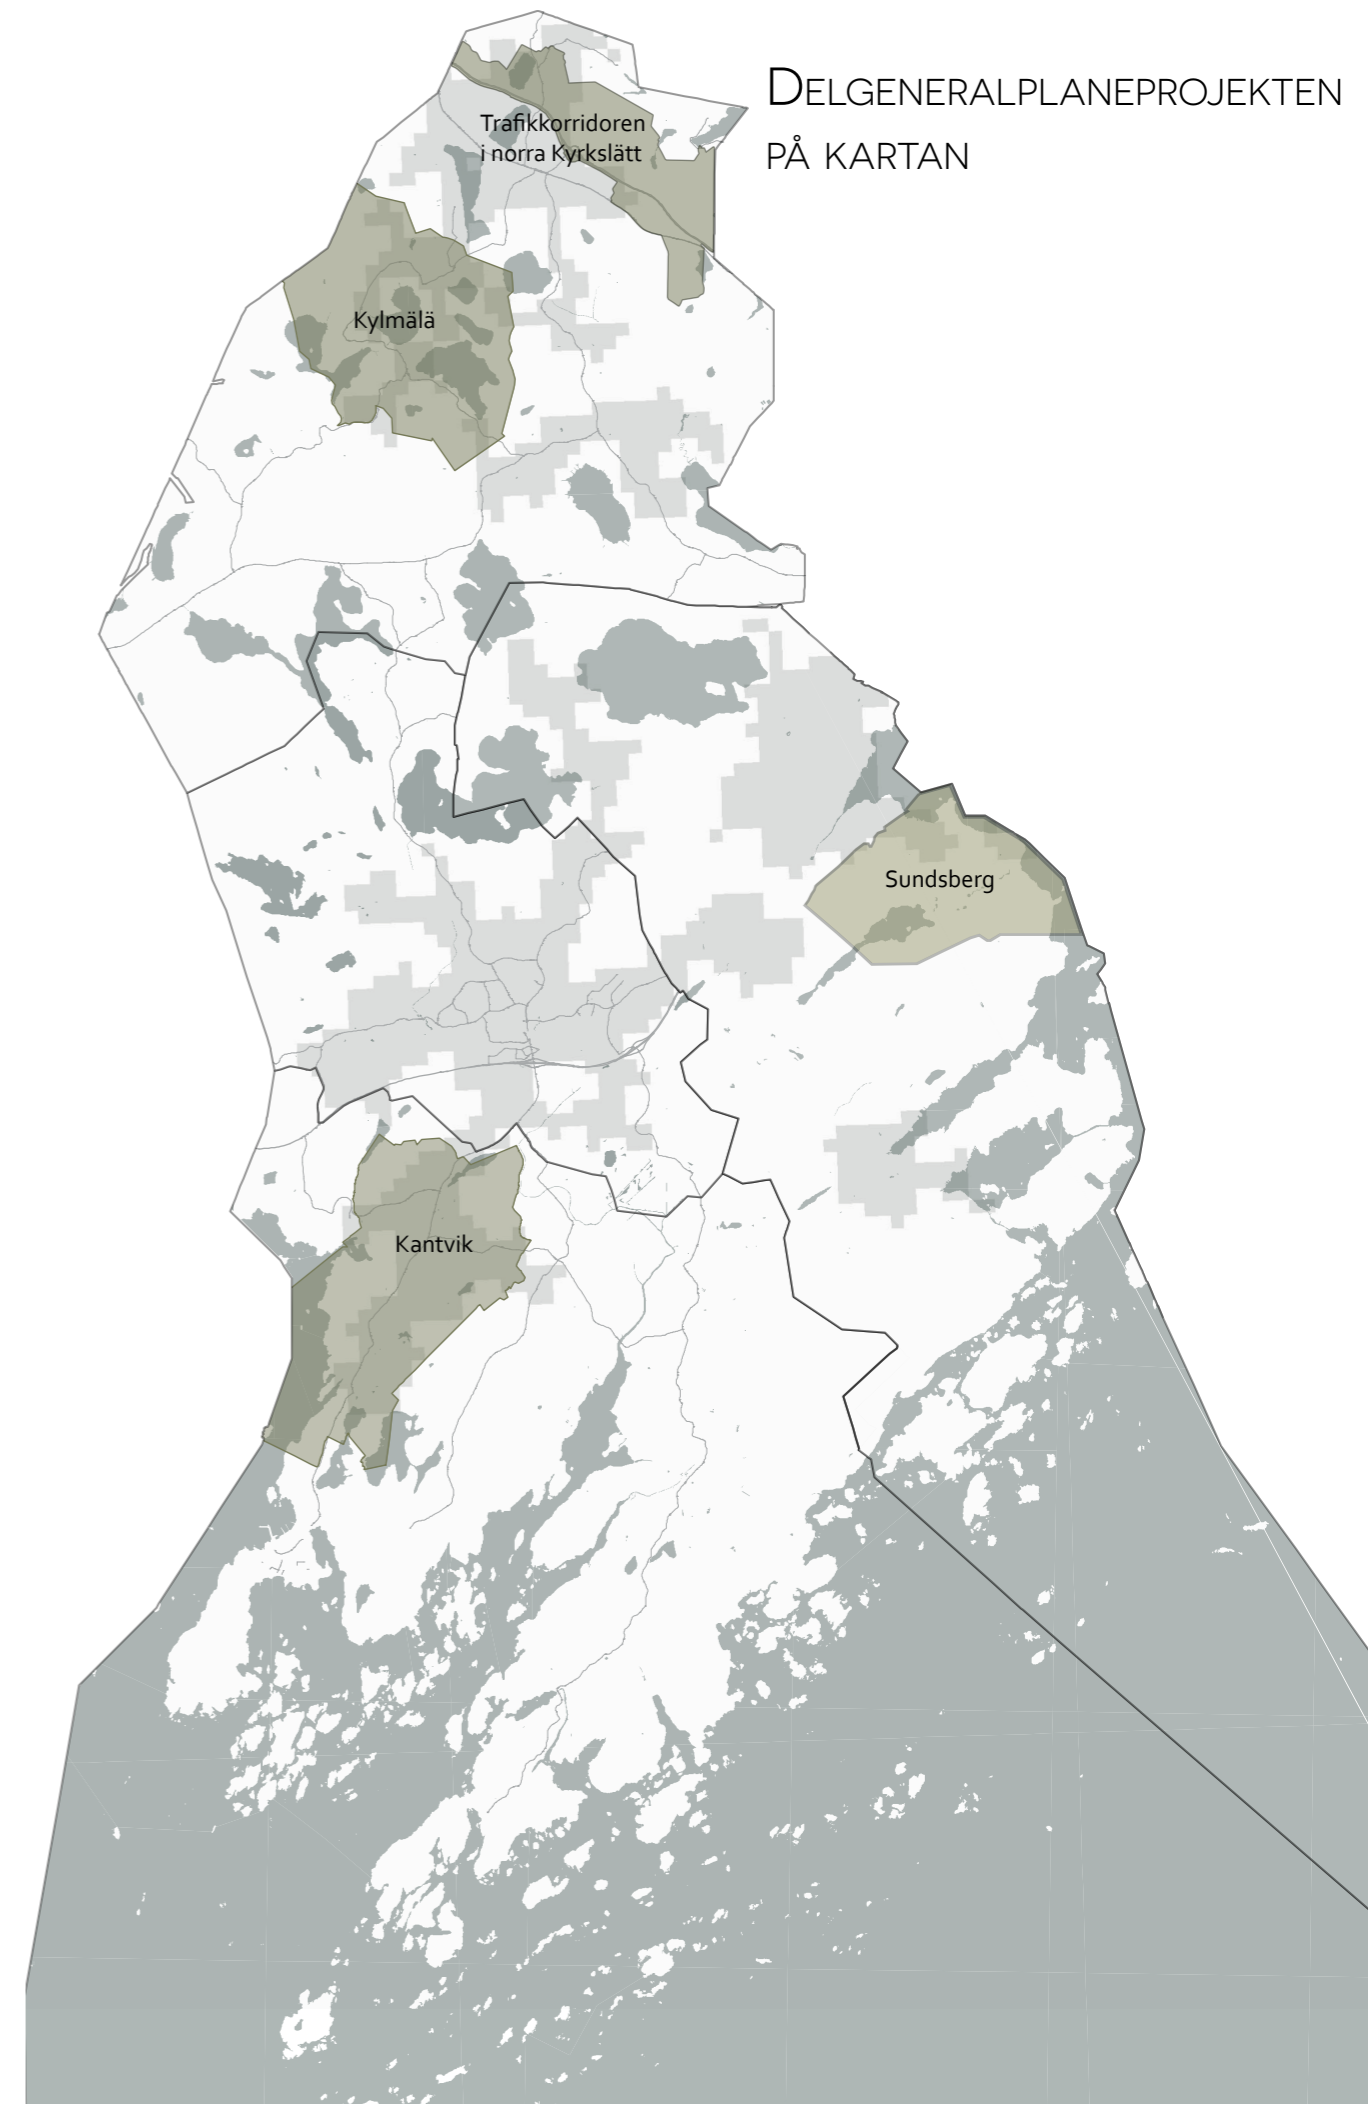 Delgeneralplaneprojekten
på kartan
Trafikkorridoren
i norra Kyrkslätt
Kylmälä
Sundsberg
Kantvik